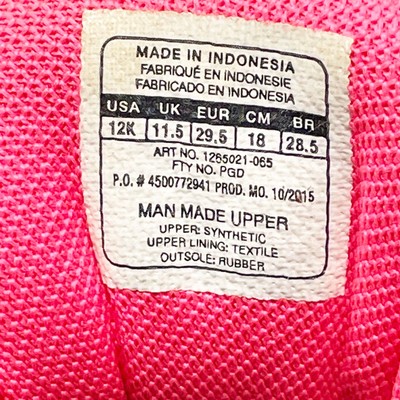 MADE IN INDONESIA
FABRIQUÉ EN INDONESIE
FABRICADO EN INDONESIA
USA UK EUR CM BR
12K 11.5 29.5 18 28.5
ART NO. 1265021-065
FTY NO. PGD
P.O. # 4500772941 PROD. MO. 10/2015
MAN MADE UPPER
UPPER: SYNTHETIC
UPPER LINING: TEXTILE
OUTSOLE: RUBBER